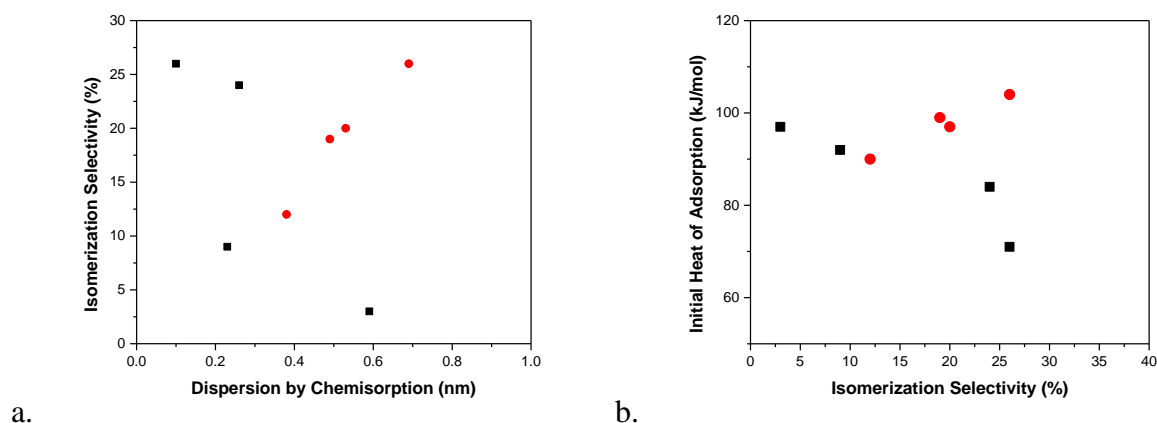 30
25
20
15
10
5
0
0.0 0.2 0.4 0.6 0.8 1.0
Isomerization Selectivity (%)
Dispersion by Chemisorption (nm)
a.
120
100
80
60
0 5 10 15 20 25 30 35 40
Initial Heat of Adsorption (kJ/mol)
Isomerization Selectivity (%)
b.